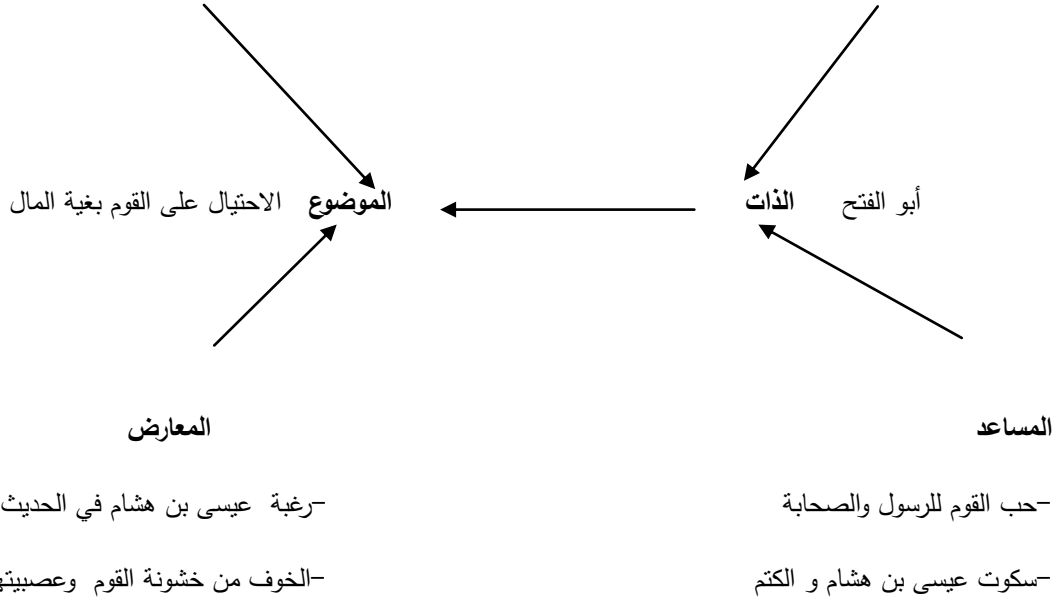 أبو الفتح الذات الموضوع الاحتيال على القوم بغية المال
المساعد المعارض
-حب القوم للرسول والصحابة -رغبة عيسى بن هشام في الحديث
-سكوت عيسى بن هشام و الكتم -الخوف من خشونة القوم